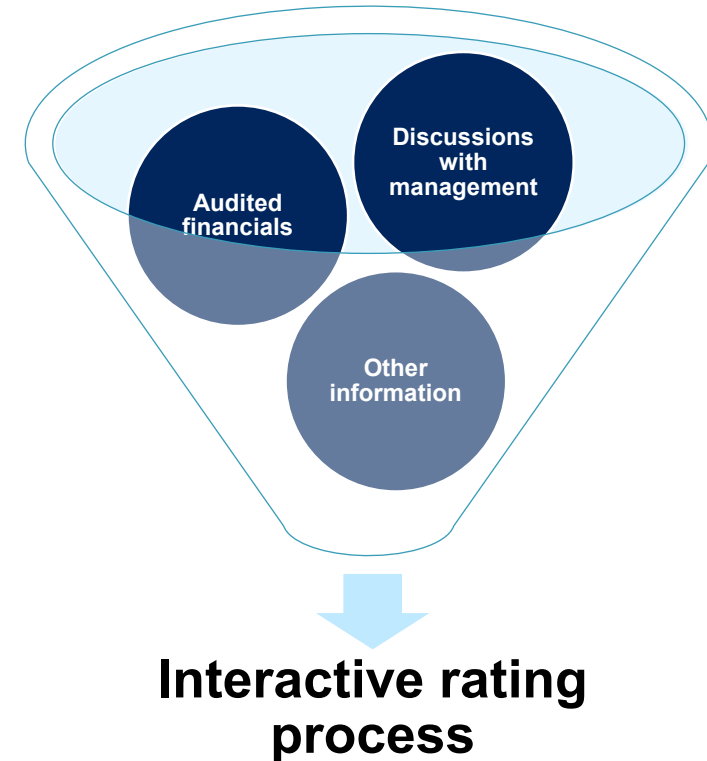 Discussions
with
management
Audited
financials
Other
information
Interactive rating
process